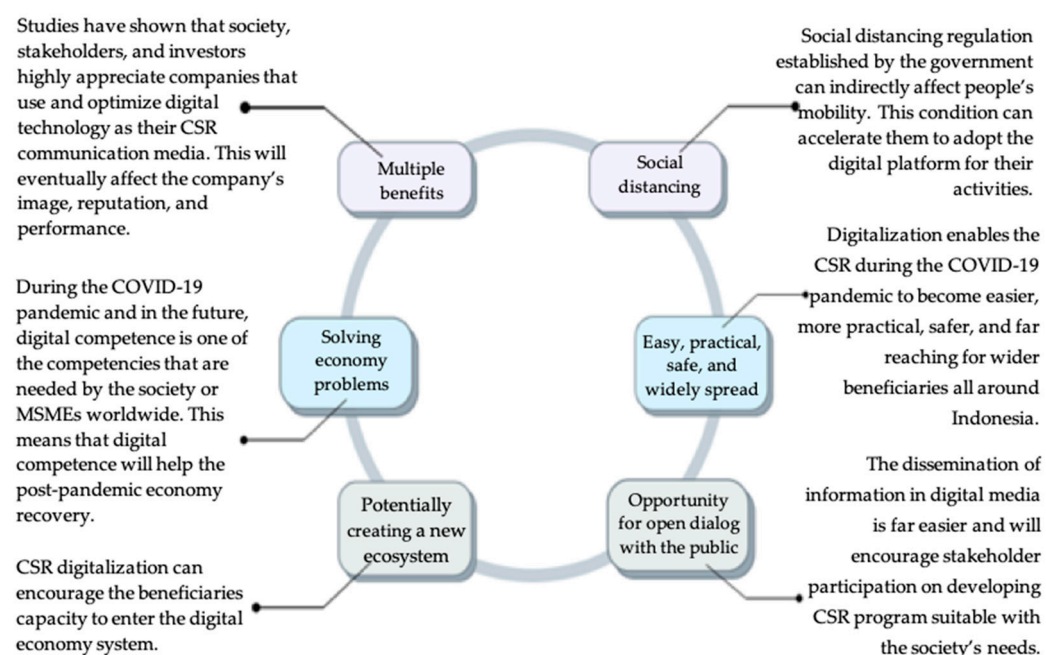 Studies have shown that society,
stakeholders, and investors
highly appreciate companies that
use and optimize digital
technology as their CSR
communication media. This will
eventually affect the company's
image, reputation, and
performance.
Multiple
benefits
Social
distancing
Social distancing regulation
established by the government
can indirectly affect people's
mobility. This condition can
accelerate them to adopt the
digital platform for their
activities.
During the COVID-19
pandemic and in the future,
digital competence is one of
the competencies that are
needed by the society or
MSMEs worldwide. This
means that digital
competence will help the
post-pandemic economy
recovery.
Solving
economy
problems
Easy, practical,
safe, and
widely spread
Digitalization enables the
CSR during the COVID-19
pandemic to become easier,
more practical, safer, and far
reaching for wider
beneficiaries all around
Indonesia.
CSR digitalization can
encourage the beneficiaries
capacity to enter the digital
economy system.
Potentially
creating a new
ecosystem
Opportunity
for open dialog
with the public
The dissemination of
information in digital media
is far easier and will
encourage stakeholder
participation on developing
CSR program suitable with
the society's needs.